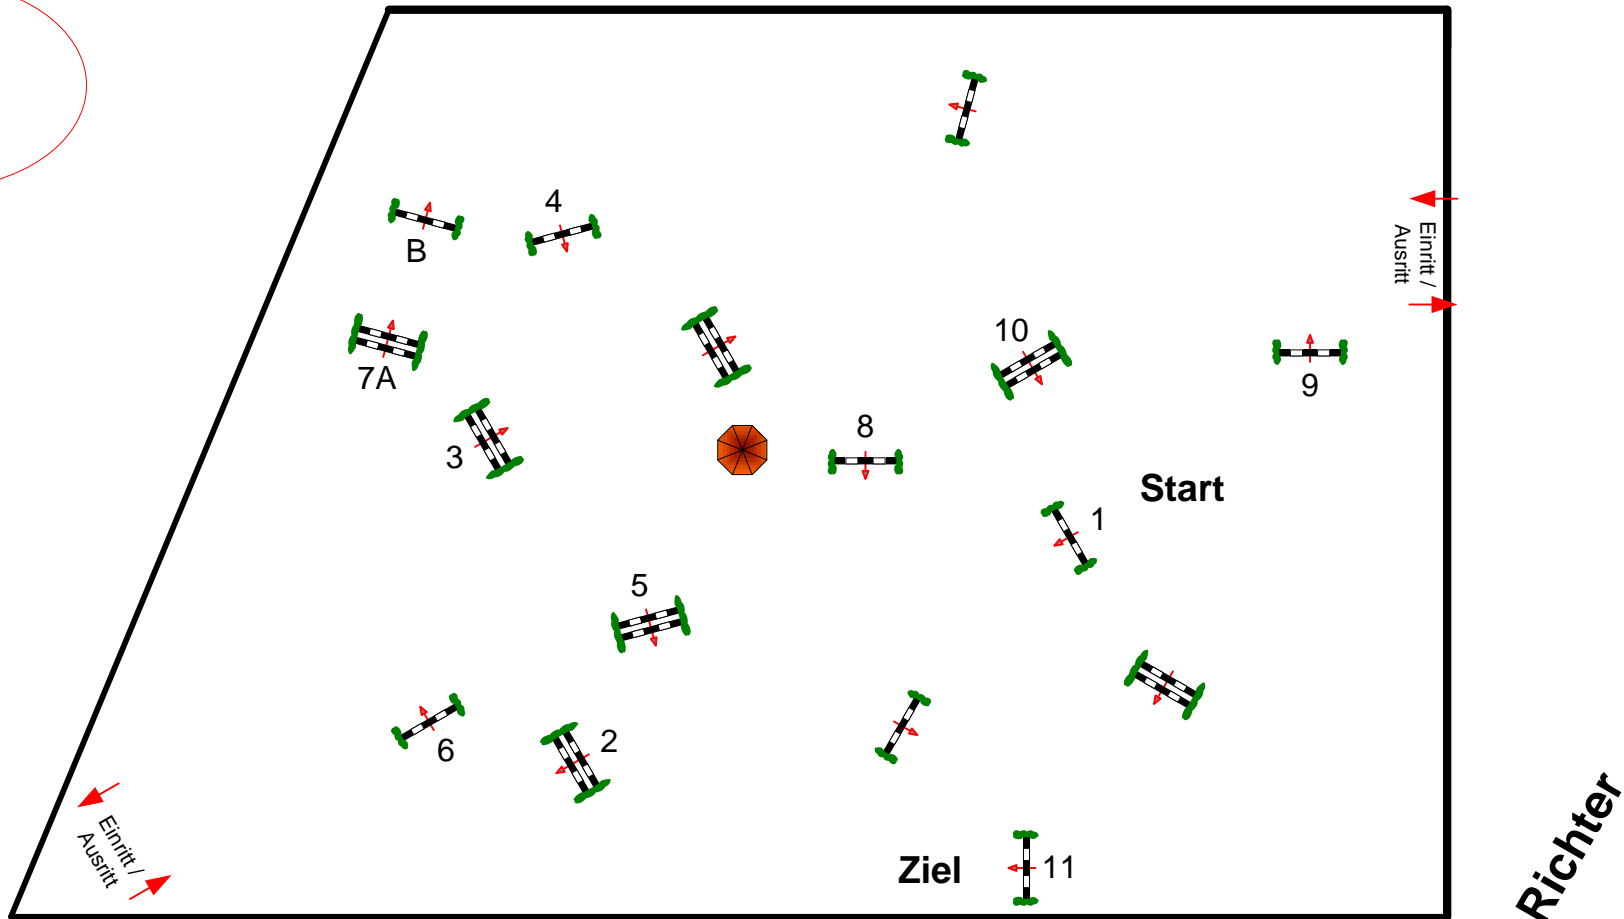 4
B
Einritt /
Ausritt
10
7A
9
8
3
Start
1
5
2
6
Einritt /
Ausritt
Ziel
11
Richter